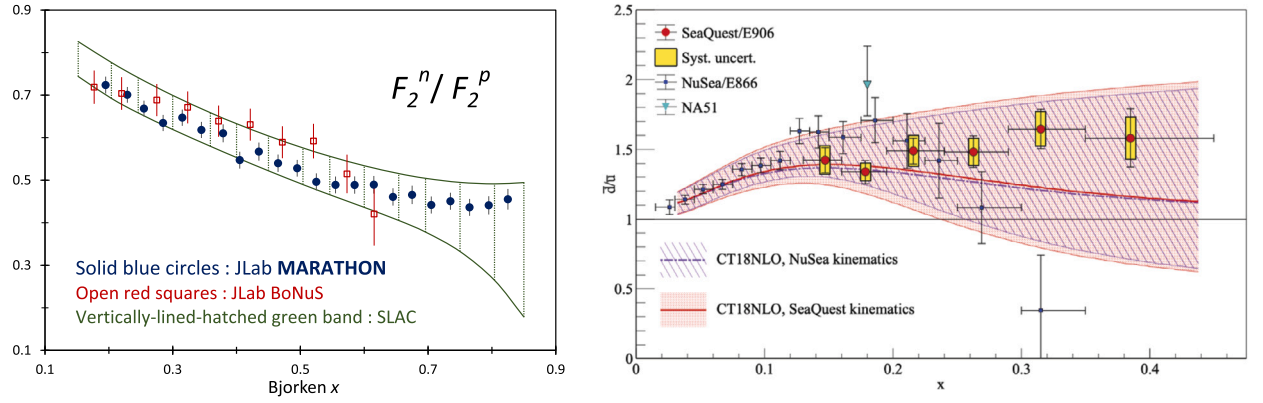 0.9
0.7
0.5
0.3
0.1
0.1
0.3
0.5
0.7
0.9
Bjorken x
F₂ⁿ/ F₂ᵖ
Solid blue circles : JLab MARATHON
Open red squares : JLab BoNuS
Vertically-lined-hatched green band : SLAC
2.5
2
1.5
1
0.5
0
d̄/ū
SeaQuest/E906
Syst. uncert.
NuSea/E866
NA51
CT18NLO, NuSea kinematics
CT18NLO, SeaQuest kinematics
0
0.1
0.2
0.3
0.4
x